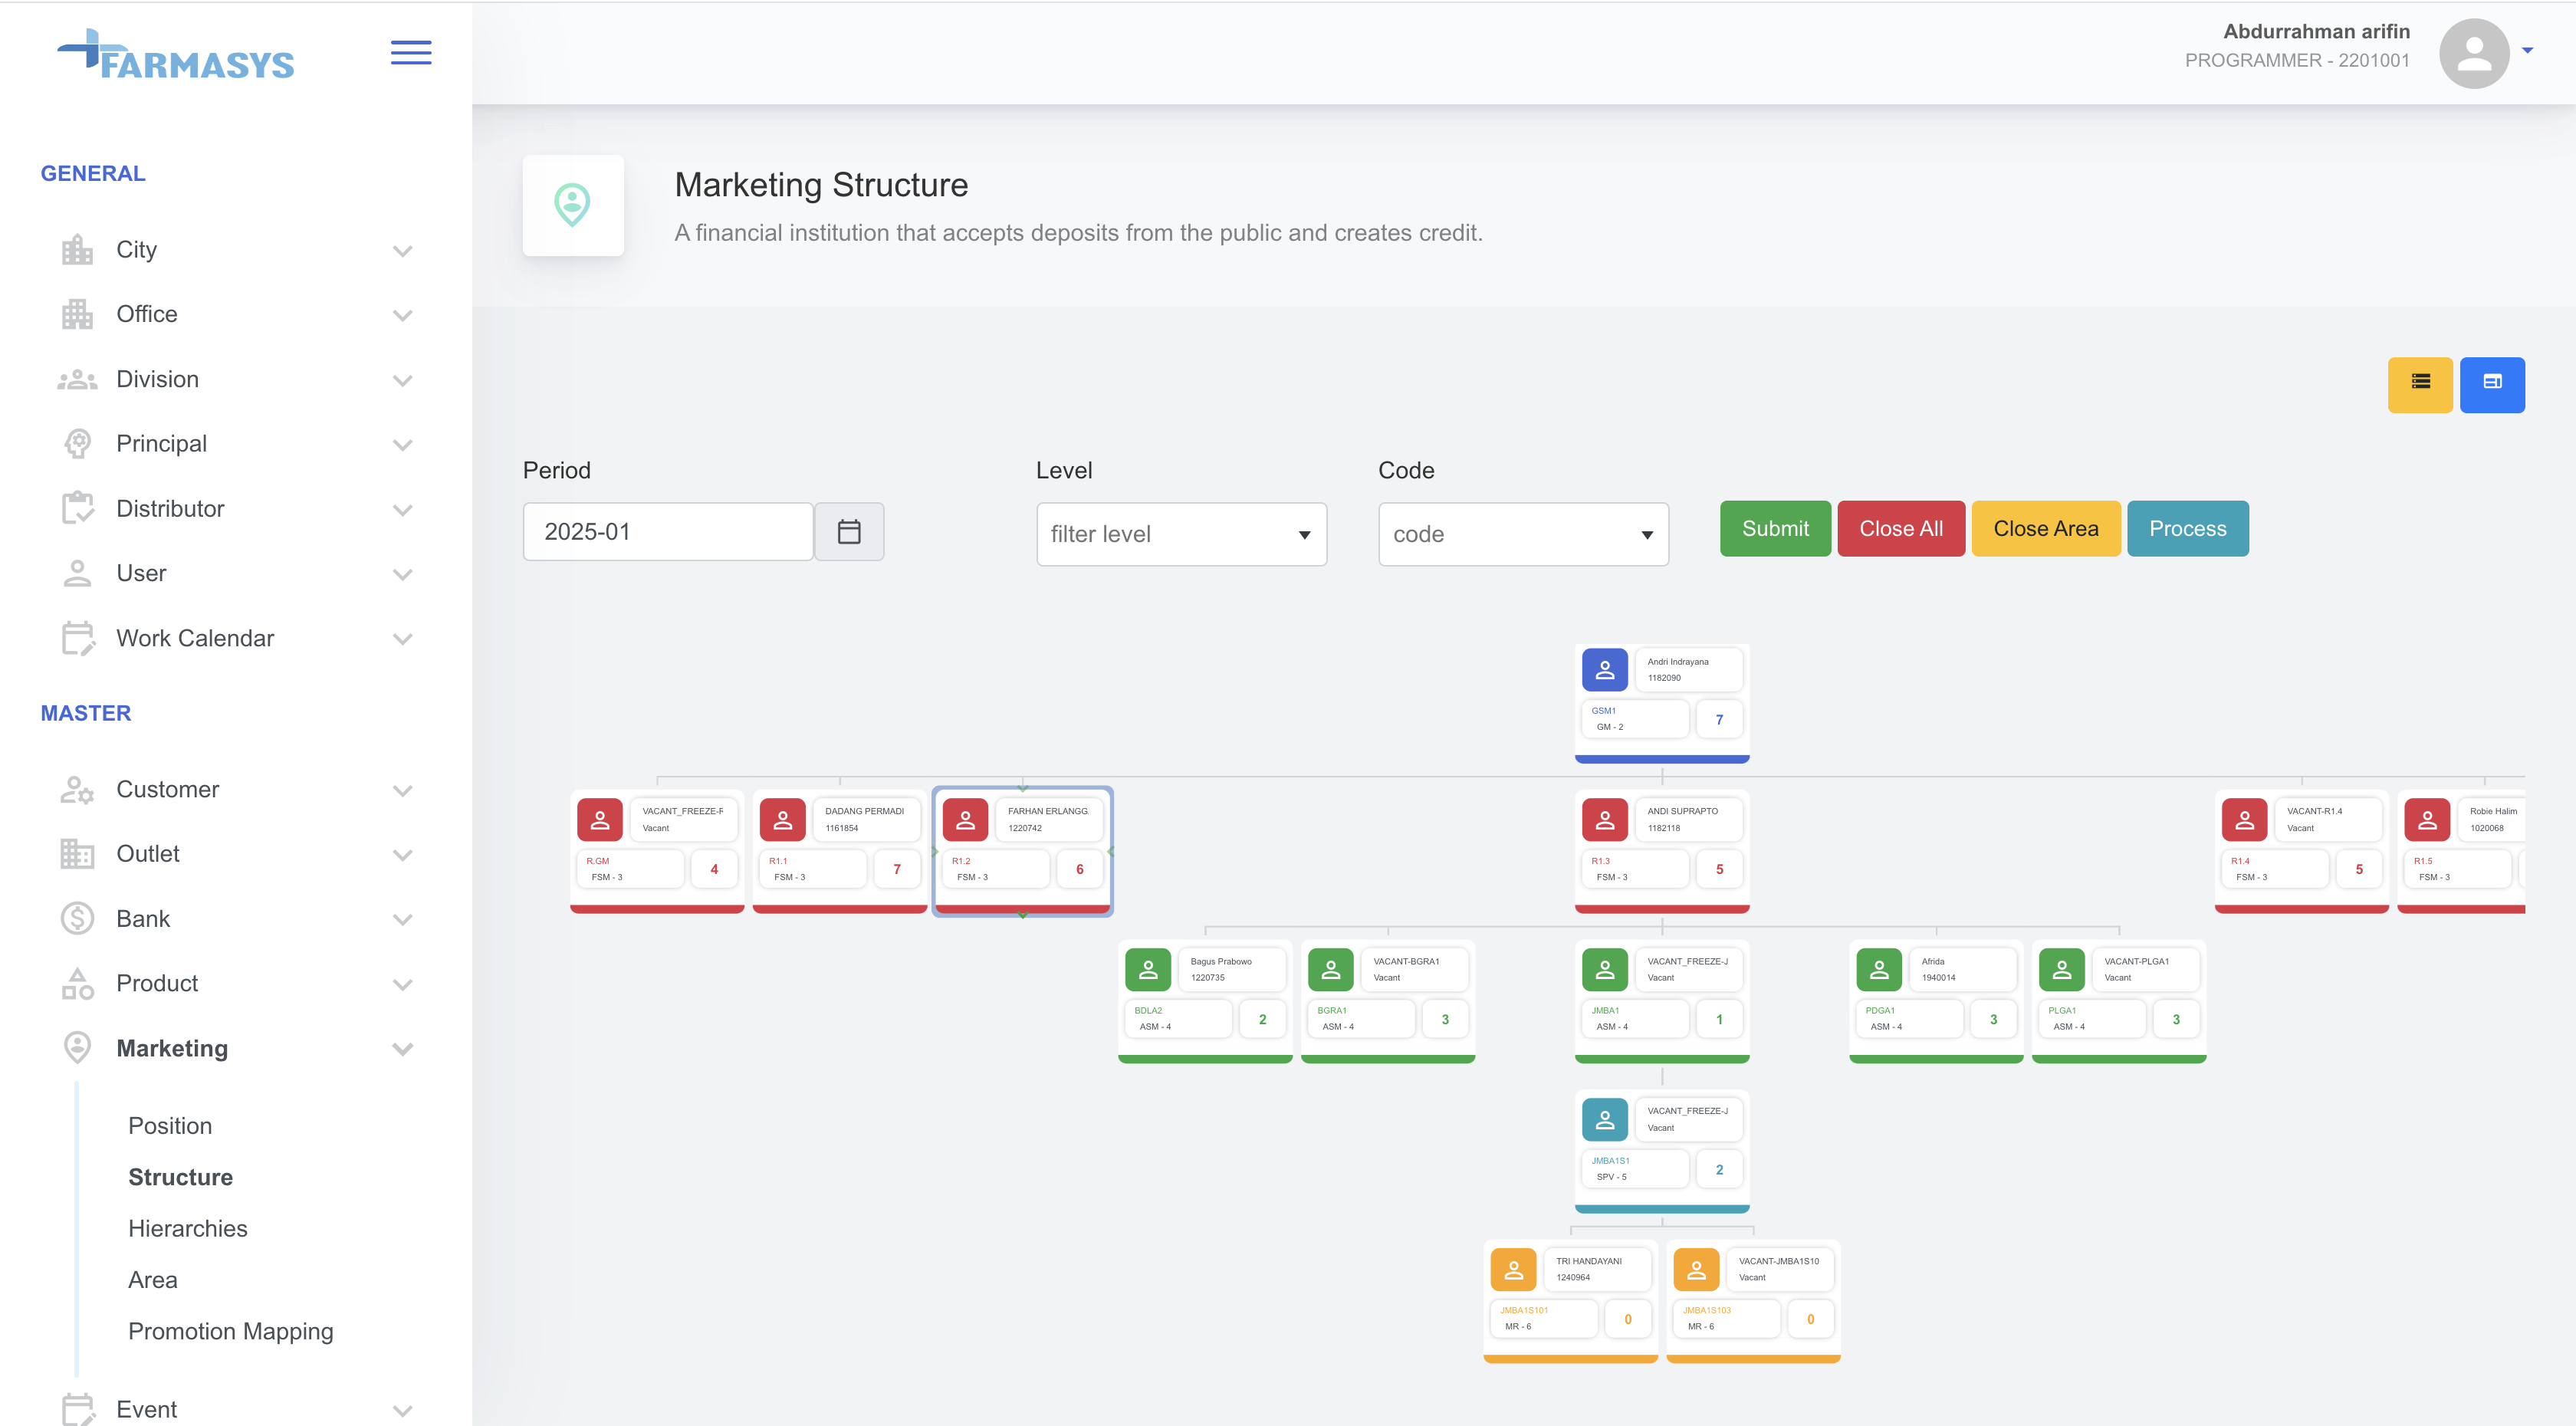 FARMASYS
Abdurrahman arifin
PROGRAMMER - 2201001
GENERAL
City
Office
Division
Principal
Distributor
User
Work Calendar
MASTER
Customer
Outlet
Bank
Product
Marketing
Position
Structure
Hierarchies
Area
Promotion Mapping
Event
Marketing Structure
A financial institution that accepts deposits from the public and creates credit.
Period
Level
Code
2025-01
filter level
code
Submit
Close All
Close Area
Process
Andri Indrayana
1182090
GSM1
GM - 2
7
VACANT_FREEZE-F
Vacant
R.GM
FSM - 3
4
DADANG PERMADI
1161854
R1.1
FSM - 3
7
FARHAN ERLANGG
1220742
R1.2
FSM - 3
6
ANDI SUPRAPTO
1182118
R1.3
FSM - 3
5
VACANT-R1.4
Vacant
R1.4
FSM - 3
5
Robie Halim
1020068
R1.5
FSM - 3
Bagus Prabowo
1220735
BDLA2
ASM - 4
2
VACANT-BGRA1
Vacant
BGRA1
ASM - 4
3
VACANT_FREEZE-J
Vacant
JMBA1
ASM - 4
1
Afrida
1940014
PDGA1
ASM - 4
3
VACANT-PLGA1
Vacant
PLGA1
ASM - 4
3
VACANT_FREEZE-J
Vacant
JMBA1S1
SPV - 5
2
TRI HANDAYANI
1240964
JMBA1S101
MR - 6
0
VACANT-JMBA1S10
Vacant
JMBA1S103
MR - 6
0